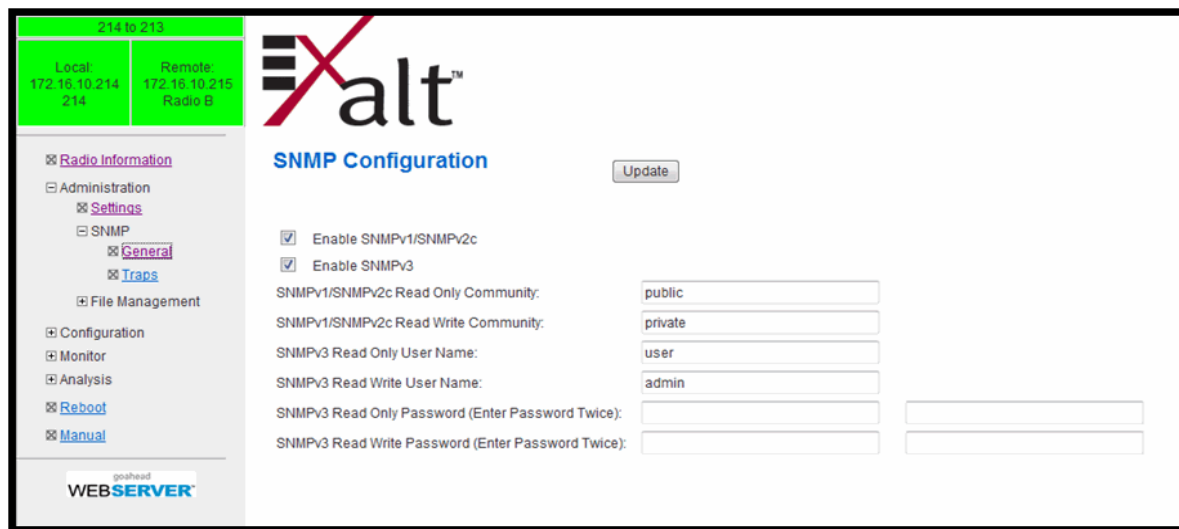 214 to 213
Local:
172.16.10.214
214
Remote:
172.16.10.215
Radio B
Exalt™
Radio Information
Administration
Settings
SNMP
General
Traps
File Management
Configuration
Monitor
Analysis
Reboot
Manual
goahead
WEBSERVER
SNMP Configuration
Update
Enable SNMPv1/SNMPv2c
Enable SNMPv3
SNMPv1/SNMPv2c Read Only Community: public
SNMPv1/SNMPv2c Read Write Community: private
SNMPv3 Read Only User Name: user
SNMPv3 Read Write User Name: admin
SNMPv3 Read Only Password (Enter Password Twice):
SNMPv3 Read Write Password (Enter Password Twice):